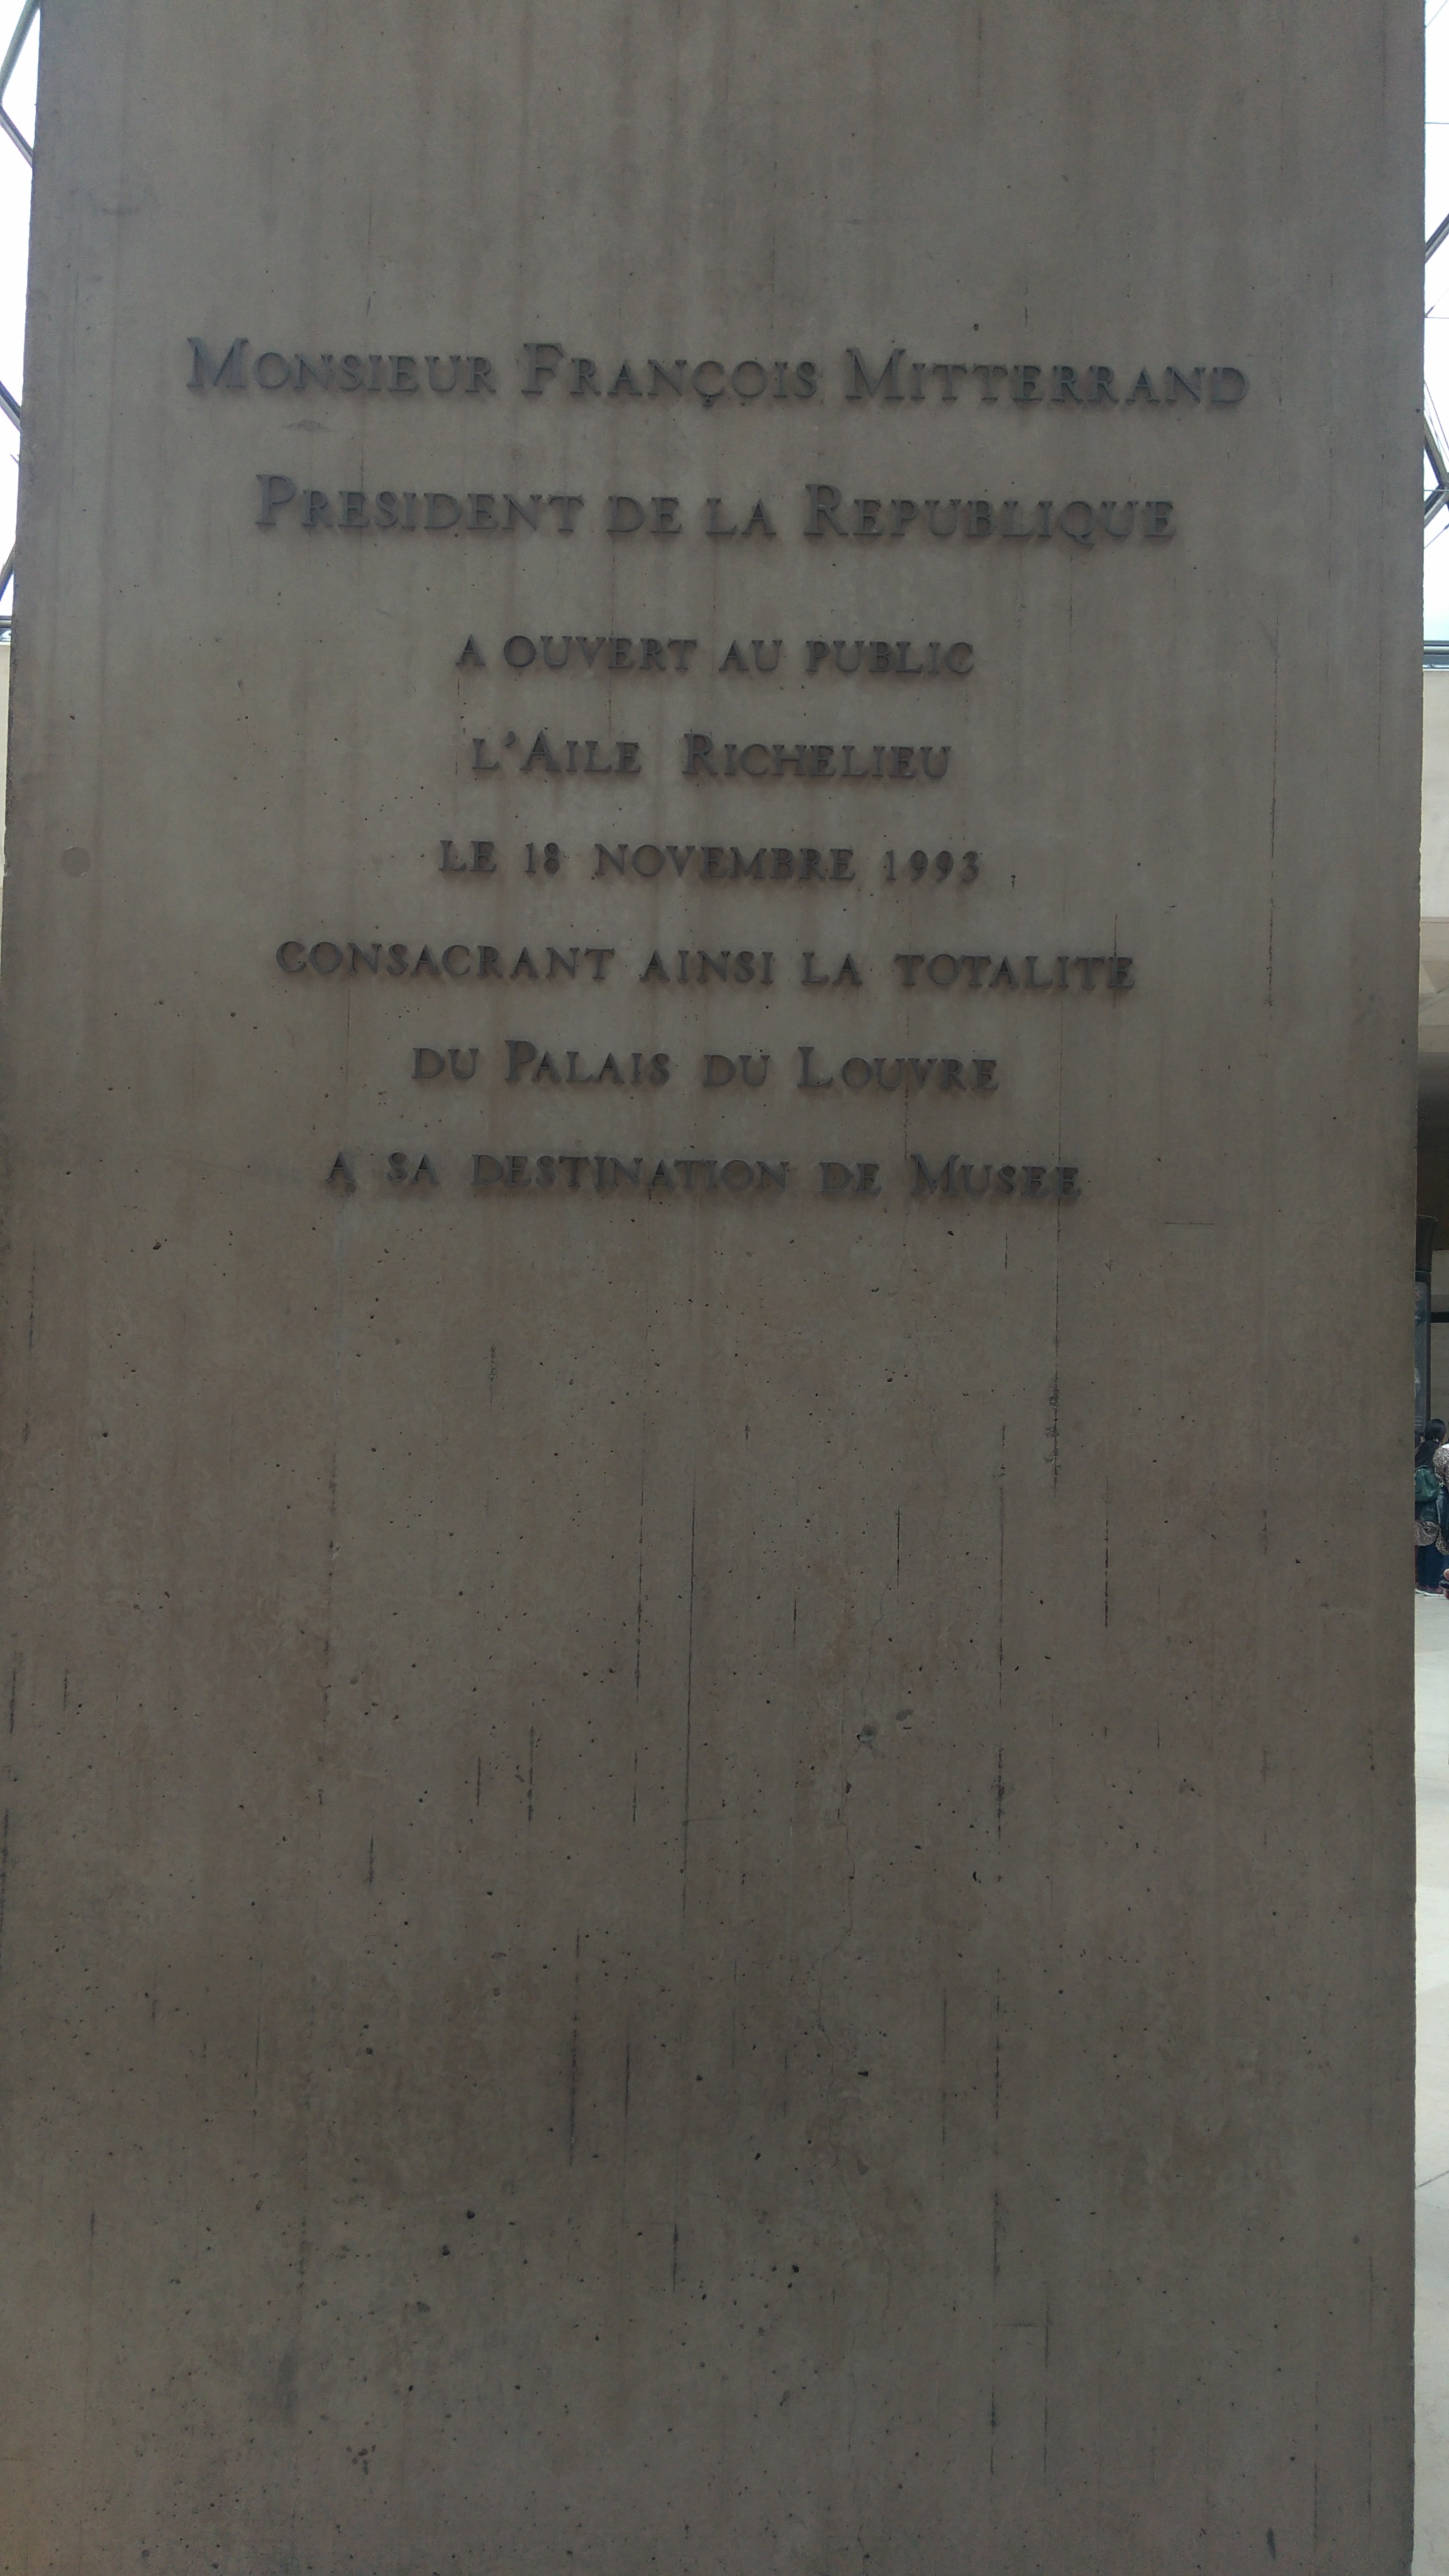 MONSIEUR FRANÇOIS MITTERRAND
PRESIDENT DE LA REPUBLIQUE
A OUVERT AU PUBLIC
L'AILE RICHELIEU
LE 18 NOVEMBRE 1993
CONSACRANT AINSI LA TOTALITE
DU PALAIS DU LOUVRE
A SA DESTINATION DE MUSEE